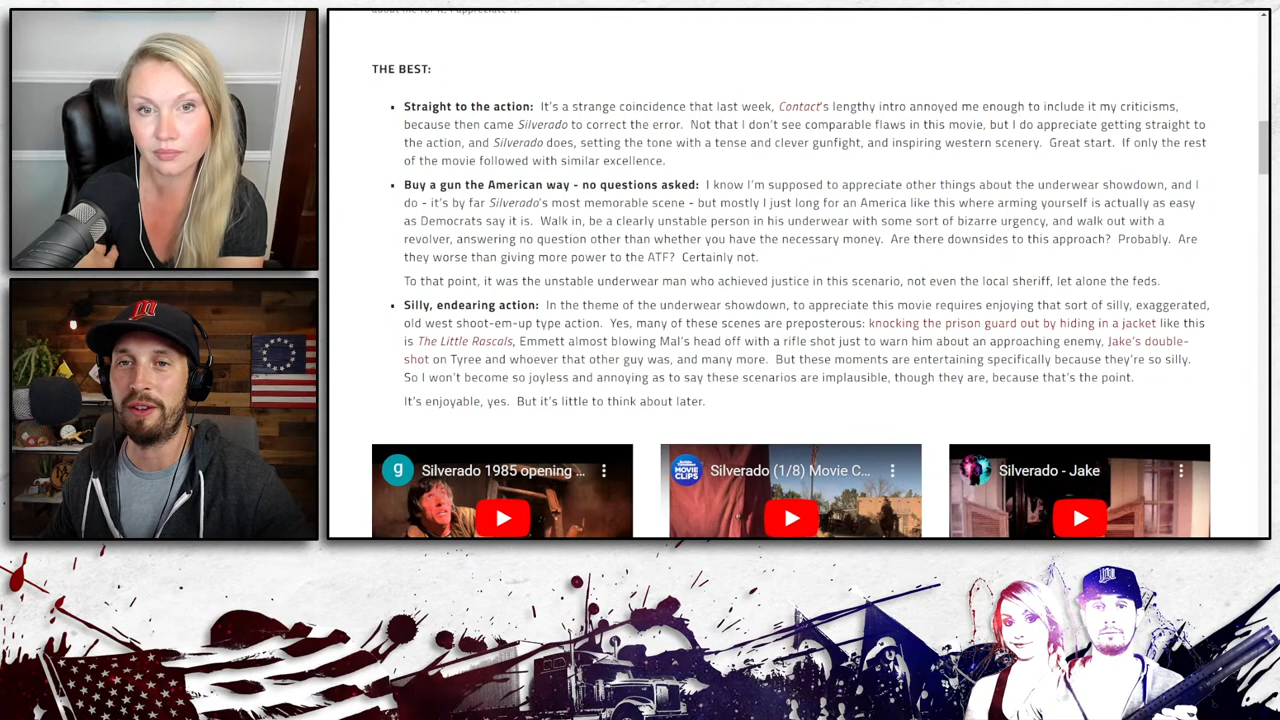 about me for it, I appreciate it.
THE BEST:
Straight to the action: It's a strange coincidence that last week, Contact's lengthy intro annoyed me enough to include it my criticisms,
because then came Silverado to correct the error. Not that I don't see comparable flaws in this movie, but I do appreciate getting straight to
the action, and Silverado does, setting the tone with a tense and clever gunfight, and inspiring western scenery. Great start. If only the rest
of the movie followed with similar excellence.
Buy a gun the American way - no questions asked: I know I'm supposed to appreciate other things about the underwear showdown, and I
do - it's by far Silverado's most memorable scene - but mostly I just long for an America like this where arming yourself is actually as easy
as Democrats say it is. Walk in, be a clearly unstable person in his underwear with some sort of bizarre urgency, and walk out with a
revolver, answering no question other than whether you have the necessary money. Are there downsides to this approach? Probably. Are
they worse than giving more power to the ATF? Certainly not.
To that point, it was the unstable underwear man who achieved justice in this scenario, not even the local sheriff, let alone the feds.
Silly, endearing action: In the theme of the underwear showdown, to appreciate this movie requires enjoying that sort of silly, exaggerated,
old west shoot-em-up type action. Yes, many of these scenes are preposterous: knocking the prison guard out by hiding in a jacket like this
is The Little Rascals, Emmett almost blowing Mal's head off with a rifle shot just to warn him about an approaching enemy, Jake's double-
shot on Tyree and whoever that other guy was, and many more. But these moments are entertaining specifically because they're so silly.
So I won't become so joyless and annoying as to say these scenarios are implausible, though they are, because that's the point.
It's enjoyable, yes. But it's little to think about later.
g Silverado 1985 opening ...
MOVIE CLIPS Silverado (1/8) Movie C...
Silverado - Jake